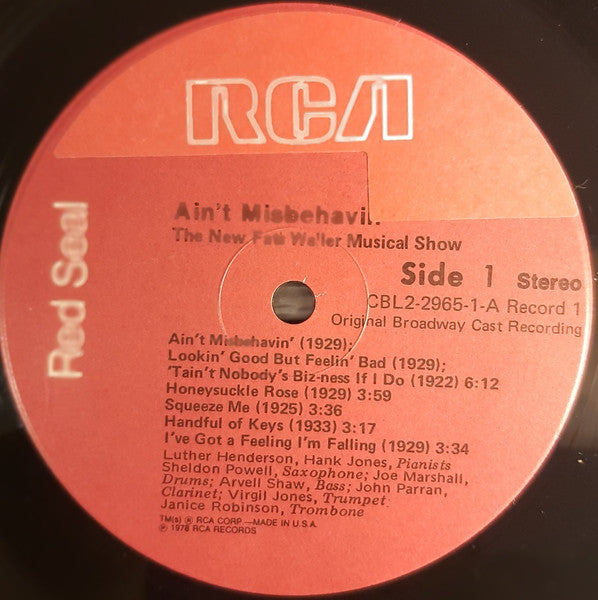 RCA
Red Seal
Ain't Misbehavin'
The New Fats Waller Musical Show
Side 1 Stereo
CBL2-2965-1-A Record 1
Original Broadway Cast Recording
Ain't Misbehavin' (1929);
Lookin' Good But Feelin' Bad (1929);
'Tain't Nobody's Biz-ness If I Do (1922) 6:12
Honeysuckle Rose (1929) 3:59
Squeeze Me (1925) 3:36
Handful of Keys (1933) 3:17
I've Got a Feeling I'm Falling (1929) 3:34
Luther Henderson, Hank Jones, Pianists
Sheldon Powell, Saxophone; Joe Marshall,
Drums; Arvell Shaw, Bass; John Parran,
Clarinet; Virgil Jones, Trumpet;
Janice Robinson, Trombone
TM(s) ® RCA CORP.—MADE IN U.S.A.
℗ 1978 RCA RECORDS